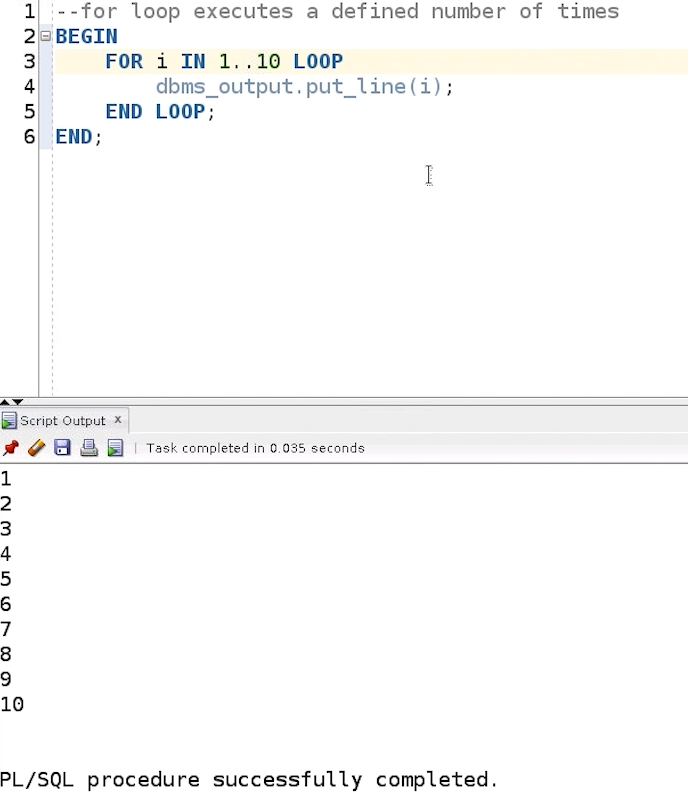 1 --for loop executes a defined number of times
2 BEGIN
3     FOR i IN 1..10 LOOP
4         dbms_output.put_line(i);
5     END LOOP;
6 END;
Script Output x
Task completed in 0.035 seconds
1
2
3
4
5
6
7
8
9
10
PL/SQL procedure successfully completed.